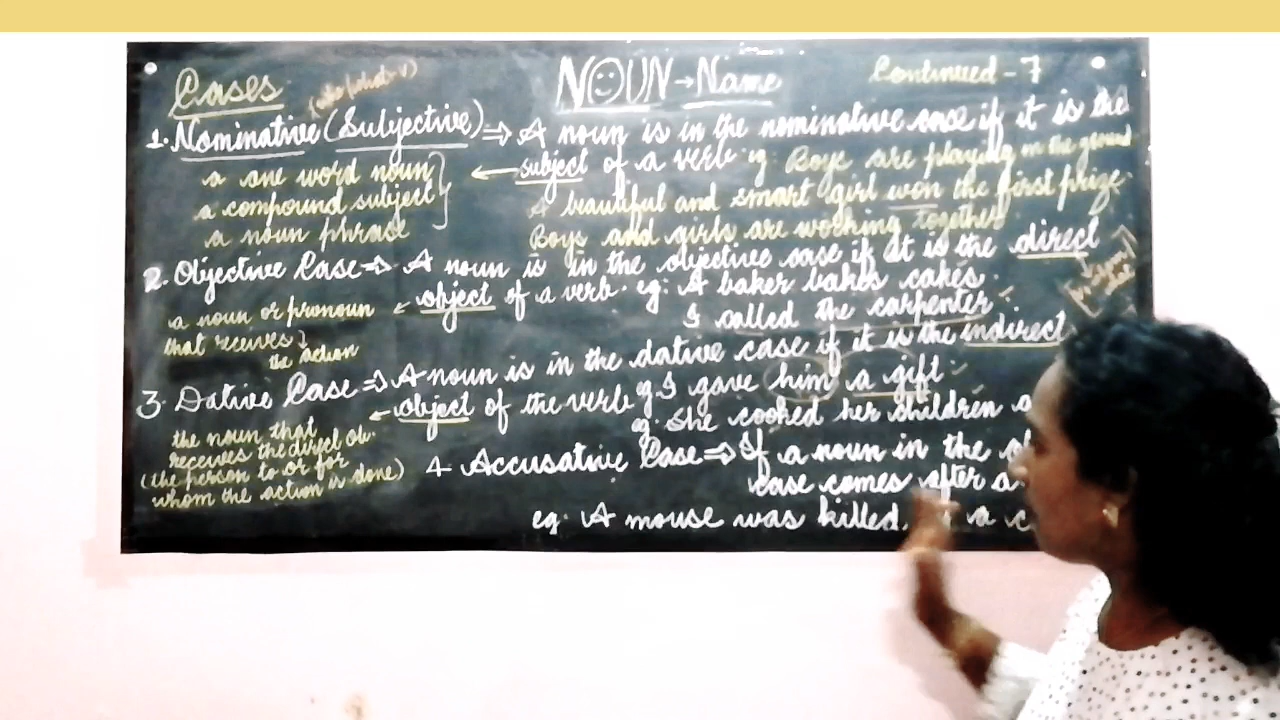 Cases
NOUN → Name
Continued - 7
1. Nominative (Subjective) ⇒ A noun is in the nominative case if it is the
subject of a verb. eg: Boys are playing in the ground
a one word noun
a compound subject
a noun phrase
A beautiful and smart girl won the first prize.
Boys and girls are working together
2. Objective Case ⇒ A noun is in the objective case if it is the direct
object of a verb. eg: A baker bakes cakes.
I called the carpenter
a noun or pronoun
that receives
the action
3. Dative Case ⇒ A noun is in the dative case if it is the indirect
object of the verb eg I gave him a gift
eg. She cooked her children
the noun that
receives the direct ob.
(the person to or for
whom the action is done)
4 Accusative Case ⇒ If a noun in the
case comes after a
eg. A mouse was killed a c